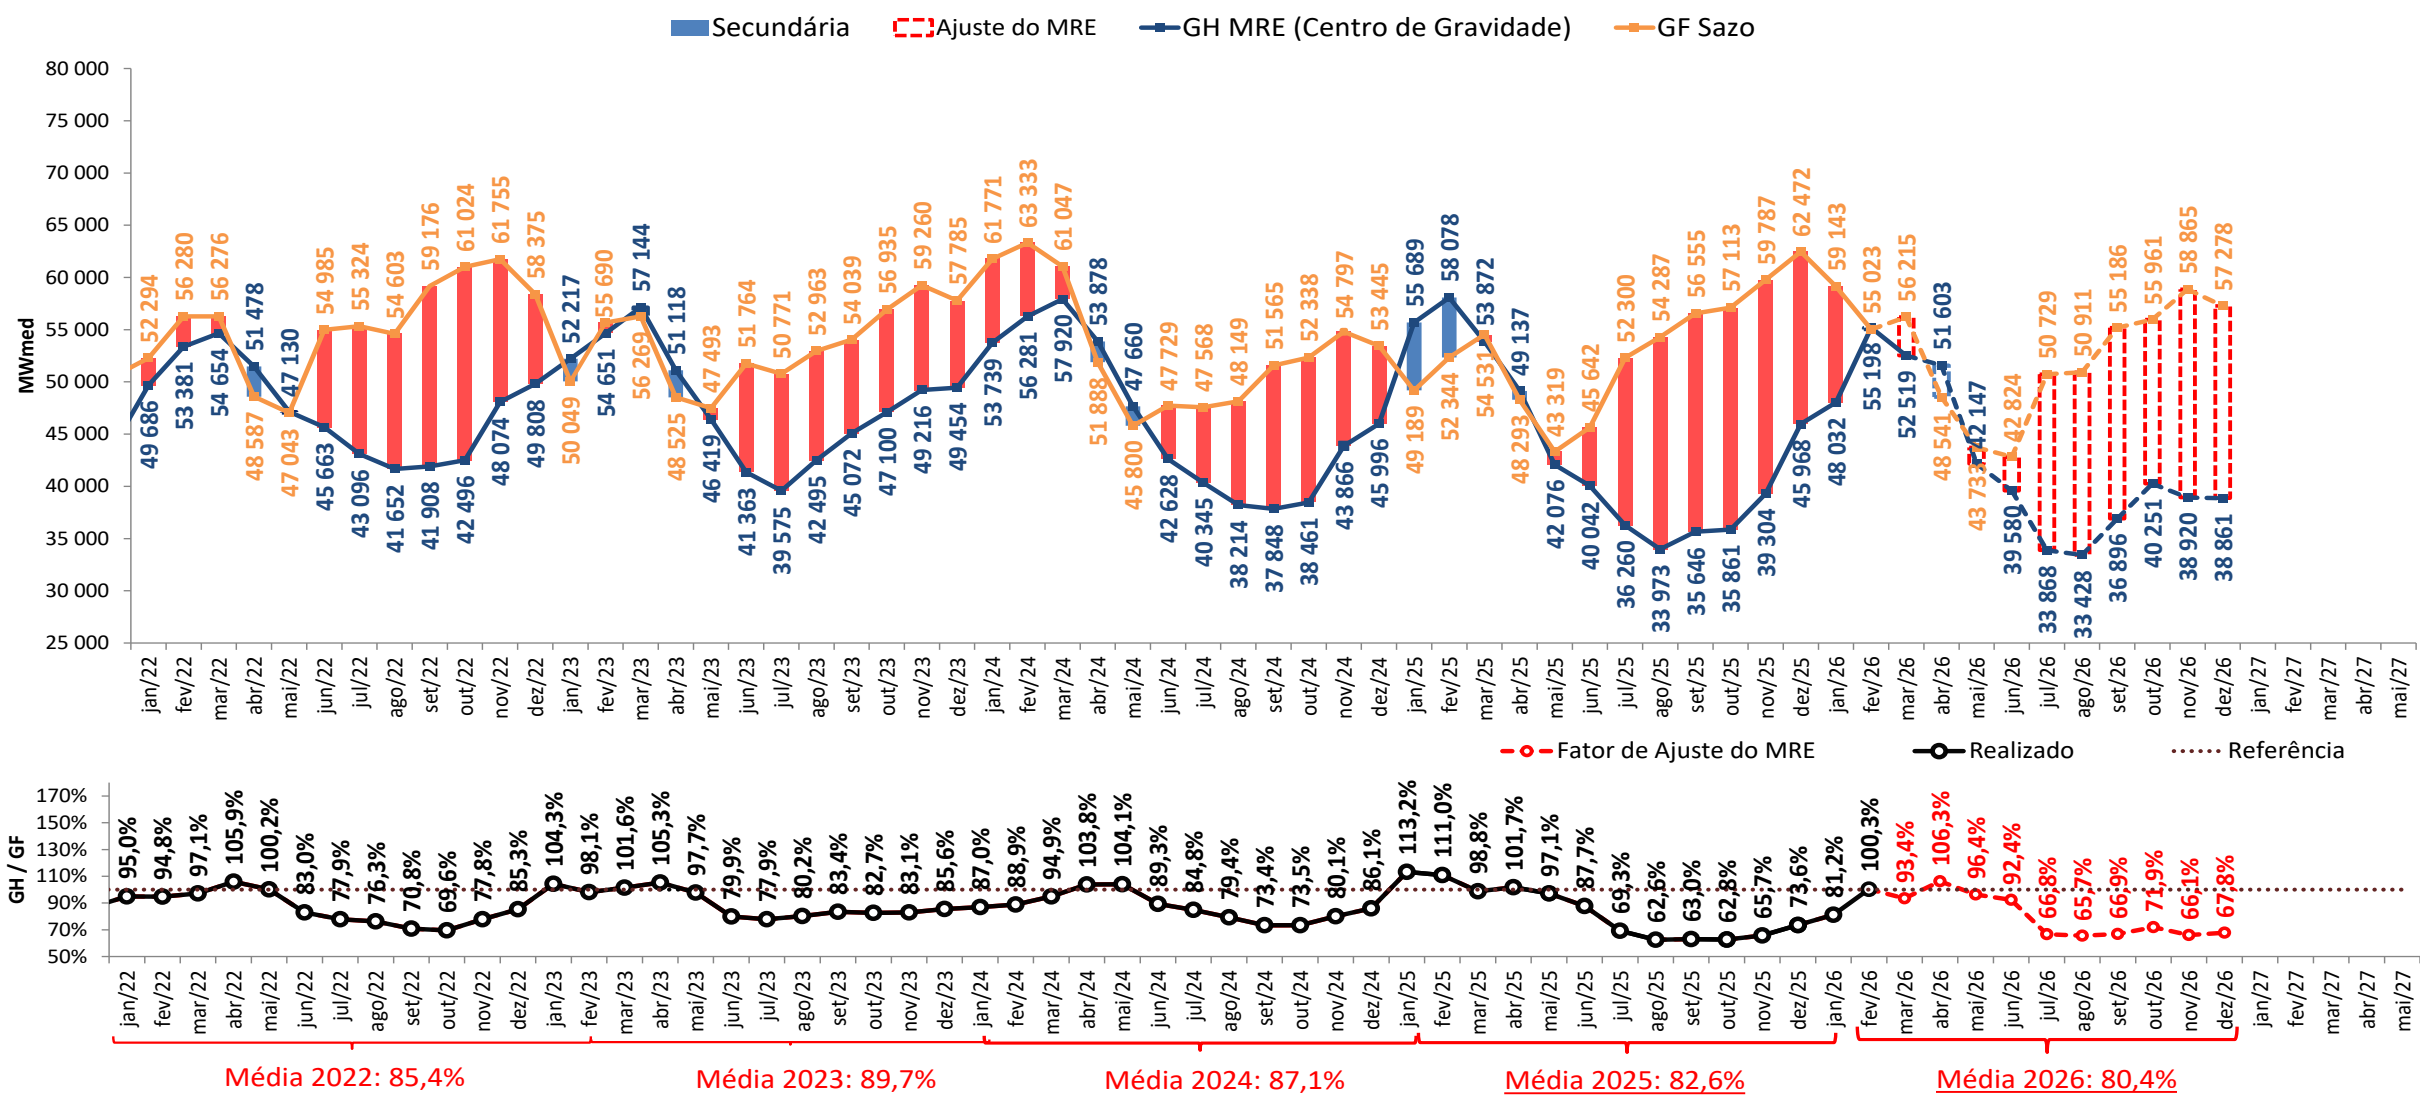 Secundária Ajuste do MRE GH MRE (Centro de Gravidade) GF Sazo
MWmed
80 000
75 000
70 000
65 000
60 000
55 000
50 000
45 000
40 000
35 000
30 000
25 000
52 294 56 280 56 276 48 587 47 043 54 985 55 324 54 603 59 176 61 024 61 755 58 375 50 049 55 690 56 269 48 525 47 493 51 764 50 771 52 963 54 039 56 935 59 260 57 785 61 771 63 333 61 047 51 888 45 800 47 729 47 568 48 149 51 565 52 338 54 797 53 445 49 189 52 344 54 531 48 293 43 319 45 642 52 300 54 287 56 555 57 113 59 787 62 472 59 143 55 023 56 215 48 541 43 733 42 824 50 729 50 911 55 186 55 961 58 865 57 278
49 686 53 381 54 654 51 478 47 130 45 663 43 096 41 652 41 908 42 496 48 074 49 808 52 217 54 651 57 144 51 118 46 419 41 363 39 575 42 495 45 072 47 100 49 216 49 454 53 739 56 281 57 920 53 878 47 660 42 628 40 345 38 214 37 848 38 461 43 866 45 996 55 689 58 078 53 872 49 137 42 076 40 042 36 260 33 973 35 646 35 861 39 304 45 968 48 032 55 198 52 519 51 603 42 147 39 580 33 868 33 428 36 896 40 251 38 920 38 861
jan/22 fev/22 mar/22 abr/22 mai/22 jun/22 jul/22 ago/22 set/22 out/22 nov/22 dez/22 jan/23 fev/23 mar/23 abr/23 mai/23 jun/23 jul/23 ago/23 set/23 out/23 nov/23 dez/23 jan/24 fev/24 mar/24 abr/24 mai/24 jun/24 jul/24 ago/24 set/24 out/24 nov/24 dez/24 jan/25 fev/25 mar/25 abr/25 mai/25 jun/25 jul/25 ago/25 set/25 out/25 nov/25 dez/25 jan/26 fev/26 mar/26 abr/26 mai/26 jun/26 jul/26 ago/26 set/26 out/26 nov/26 dez/26 jan/27 fev/27 mar/27 abr/27 mai/27
Fator de Ajuste do MRE Realizado Referência
GH / GF
170%
150%
130%
110%
90%
70%
50%
95,0% 94,8% 97,1% 105,9% 100,2% 83,0% 77,9% 76,3% 70,8% 69,6% 77,8% 85,3% 104,3% 98,1% 101,6% 105,3% 97,7% 79,9% 77,9% 80,2% 83,4% 82,7% 83,1% 85,6% 87,0% 88,9% 94,9% 103,8% 104,1% 89,3% 84,8% 79,4% 73,4% 73,5% 80,1% 86,1% 113,2% 111,0% 98,8% 101,7% 97,1% 87,7% 69,3% 62,6% 63,0% 62,8% 65,7% 73,6% 81,2% 100,3% 93,4% 106,3% 96,4% 92,4% 66,8% 65,7% 66,9% 71,9% 66,1% 67,8%
jan/22 fev/22 mar/22 abr/22 mai/22 jun/22 jul/22 ago/22 set/22 out/22 nov/22 dez/22 jan/23 fev/23 mar/23 abr/23 mai/23 jun/23 jul/23 ago/23 set/23 out/23 nov/23 dez/23 jan/24 fev/24 mar/24 abr/24 mai/24 jun/24 jul/24 ago/24 set/24 out/24 nov/24 dez/24 jan/25 fev/25 mar/25 abr/25 mai/25 jun/25 jul/25 ago/25 set/25 out/25 nov/25 dez/25 jan/26 fev/26 mar/26 abr/26 mai/26 jun/26 jul/26 ago/26 set/26 out/26 nov/26 dez/26 jan/27 fev/27 mar/27 abr/27 mai/27
Média 2022: 85,4% Média 2023: 89,7% Média 2024: 87,1% Média 2025: 82,6% Média 2026: 80,4%